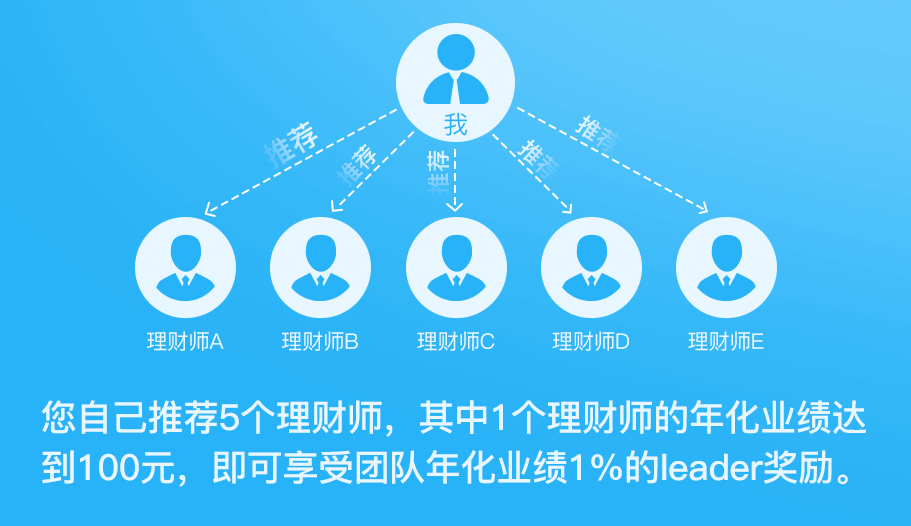 我
推荐
推荐
推荐
推荐
推荐
理财师A
理财师B
理财师C
理财师D
理财师E
您自己推荐5个理财师，其中1个理财师的年化业绩达
到100元，即可享受团队年化业绩1%的leader奖励。